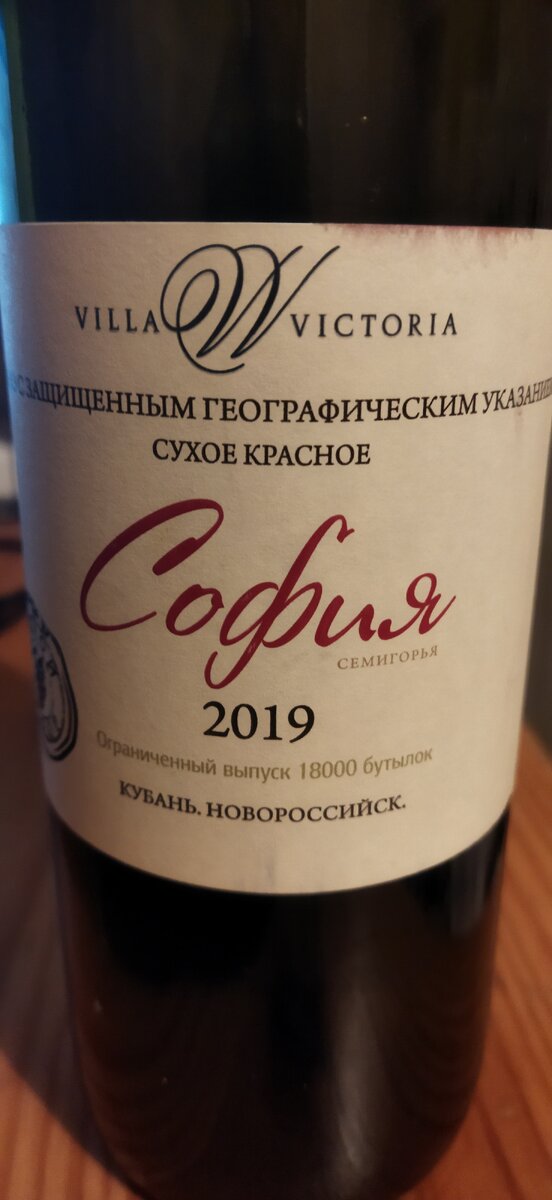 VILLA VICTORIA
С ЗАЩИЩЕННЫМ ГЕОГРАФИЧЕСКИМ
СУХОЕ КРАСНОЕ
София
СЕМИГОРЬЯ
2019
Ограниченный выпуск 18000 бутылок
КУБАНЬ. НОВОРОССИЙСК.